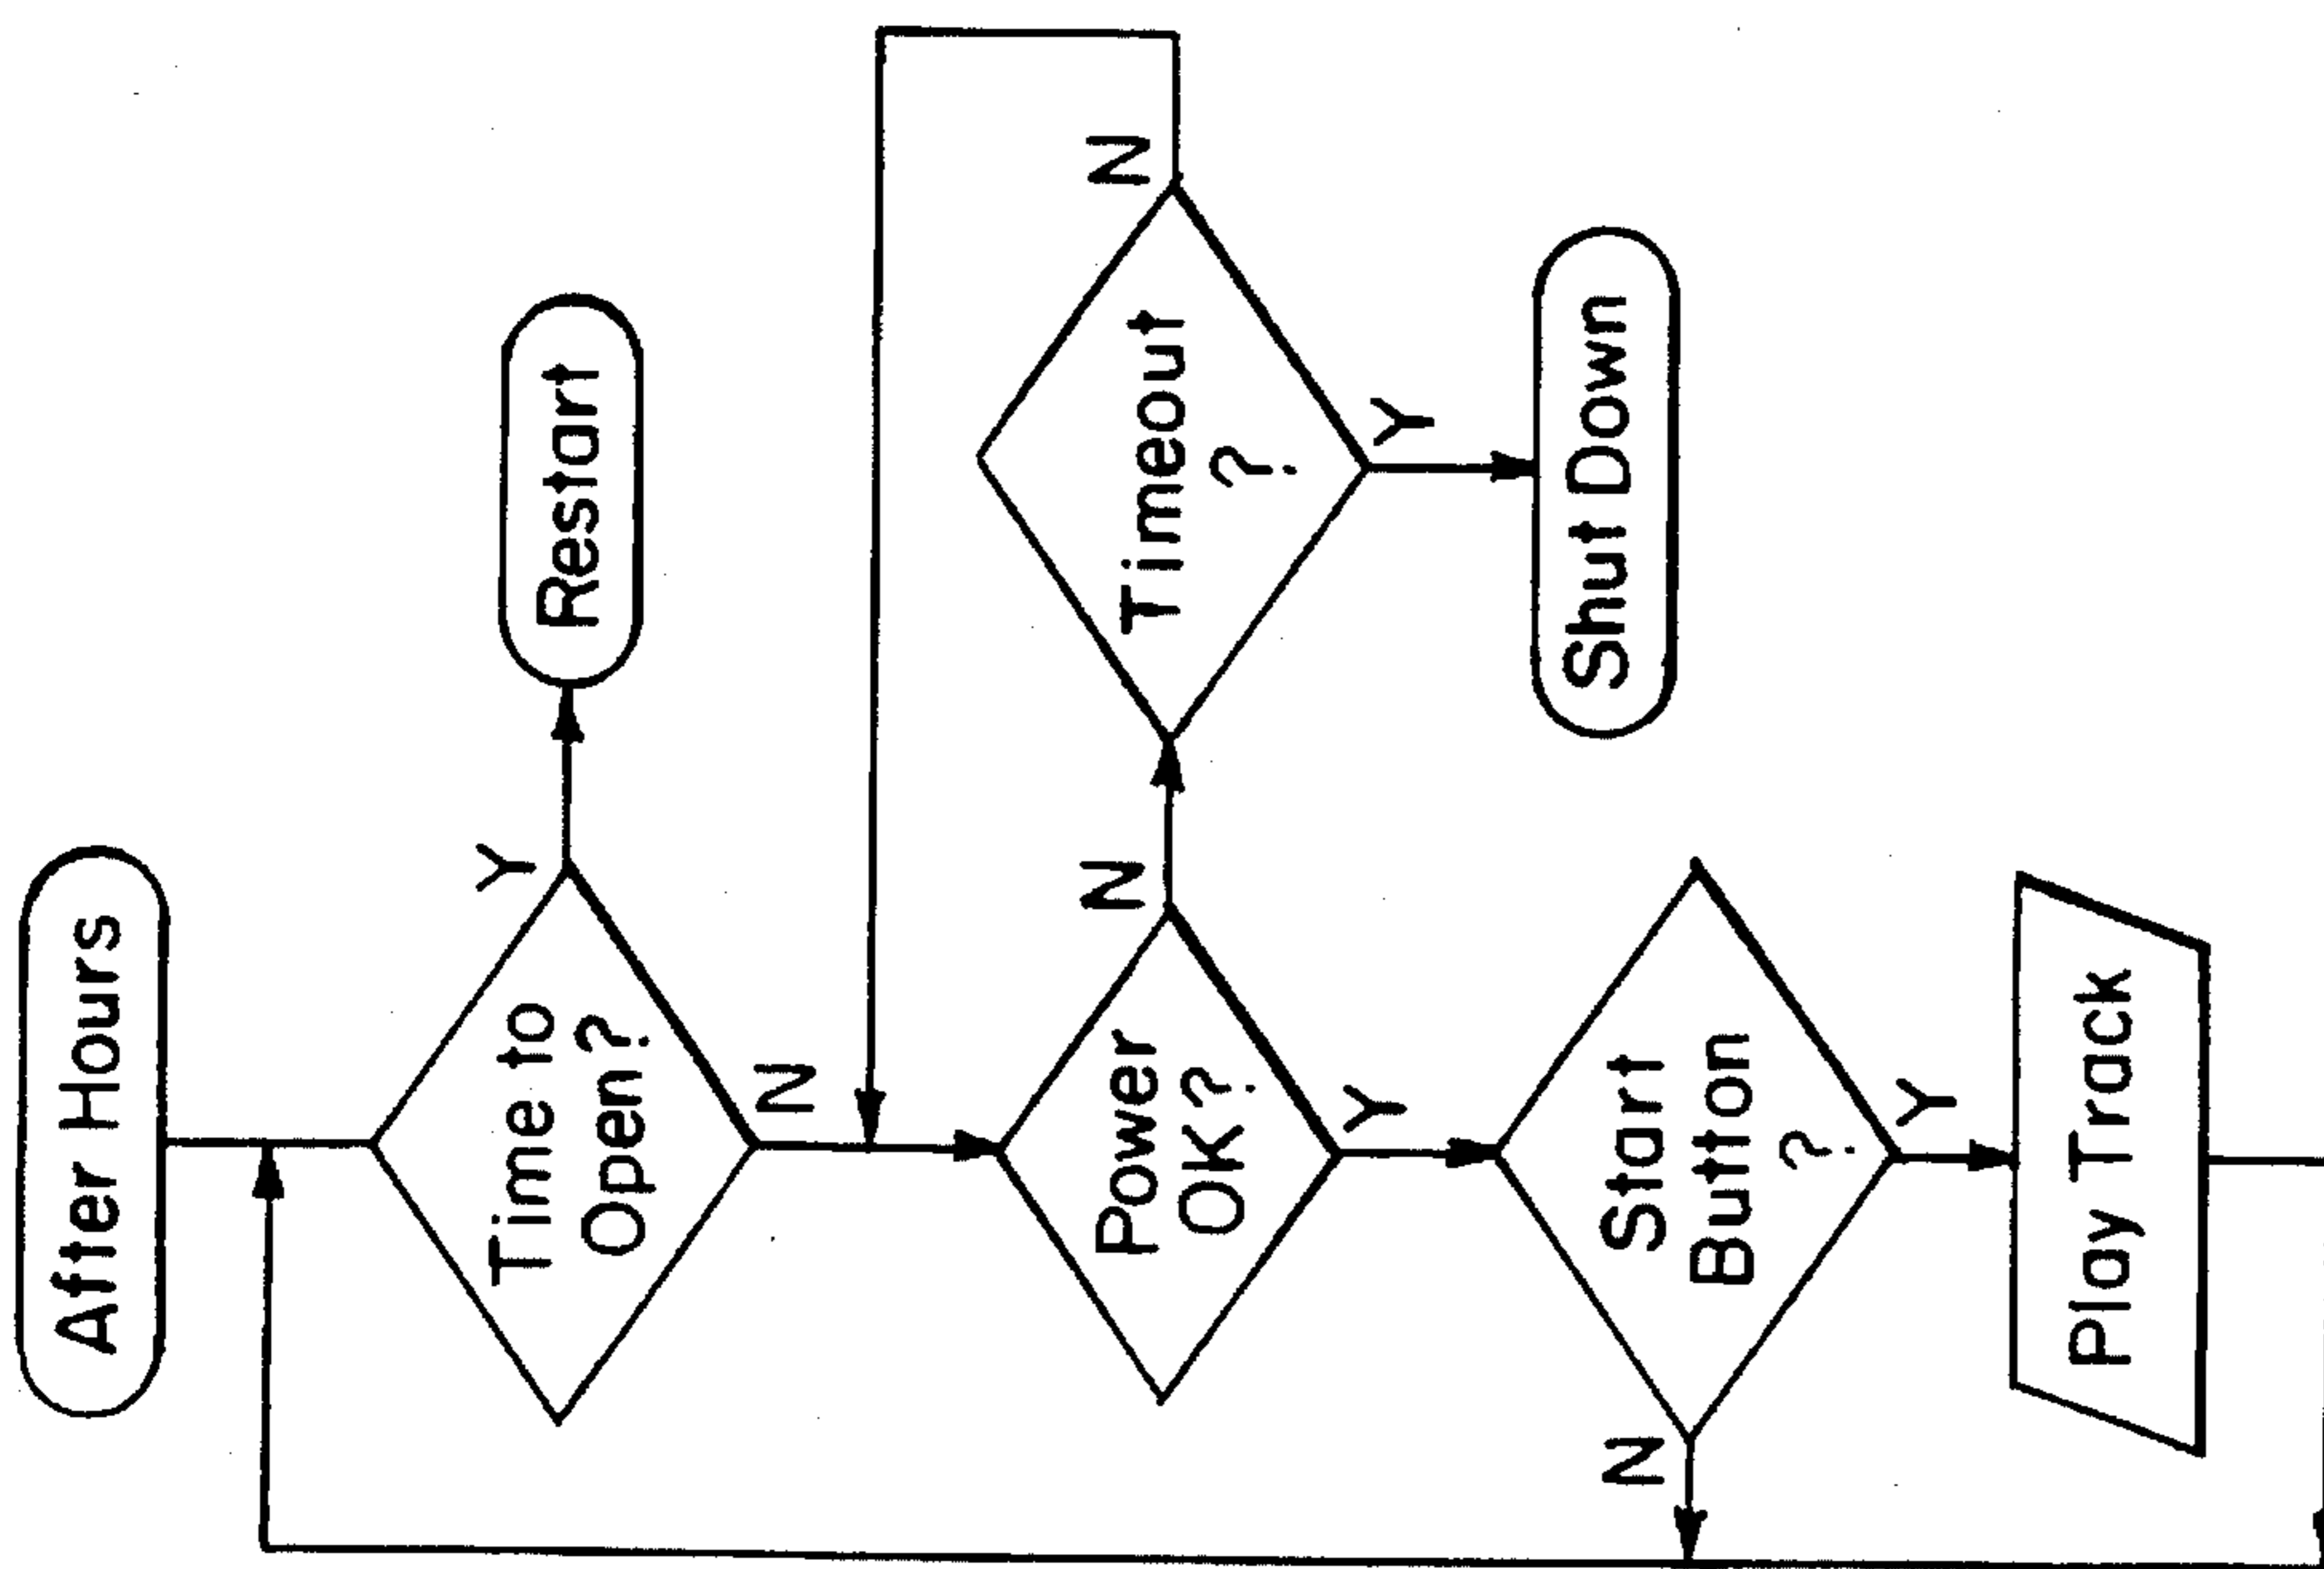 After Hours
Time to
Open?
Y
Restart
N
Power
OK?
N
Timeout
?
N
Y
Shut Down
Y
Start
Button
?
N
Y
Play Track